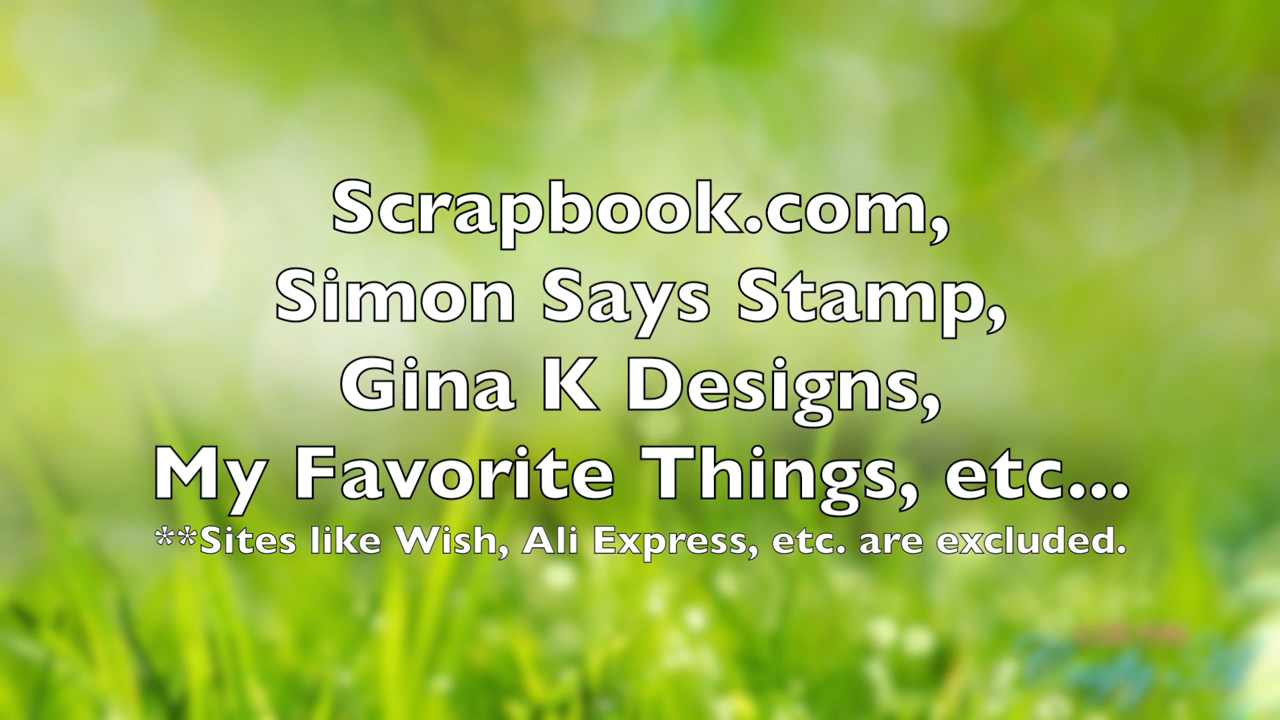 Scrapbook.com,
Simon Says Stamp,
Gina K Designs,
My Favorite Things, etc...
**Sites like Wish, Ali Express, etc. are excluded.